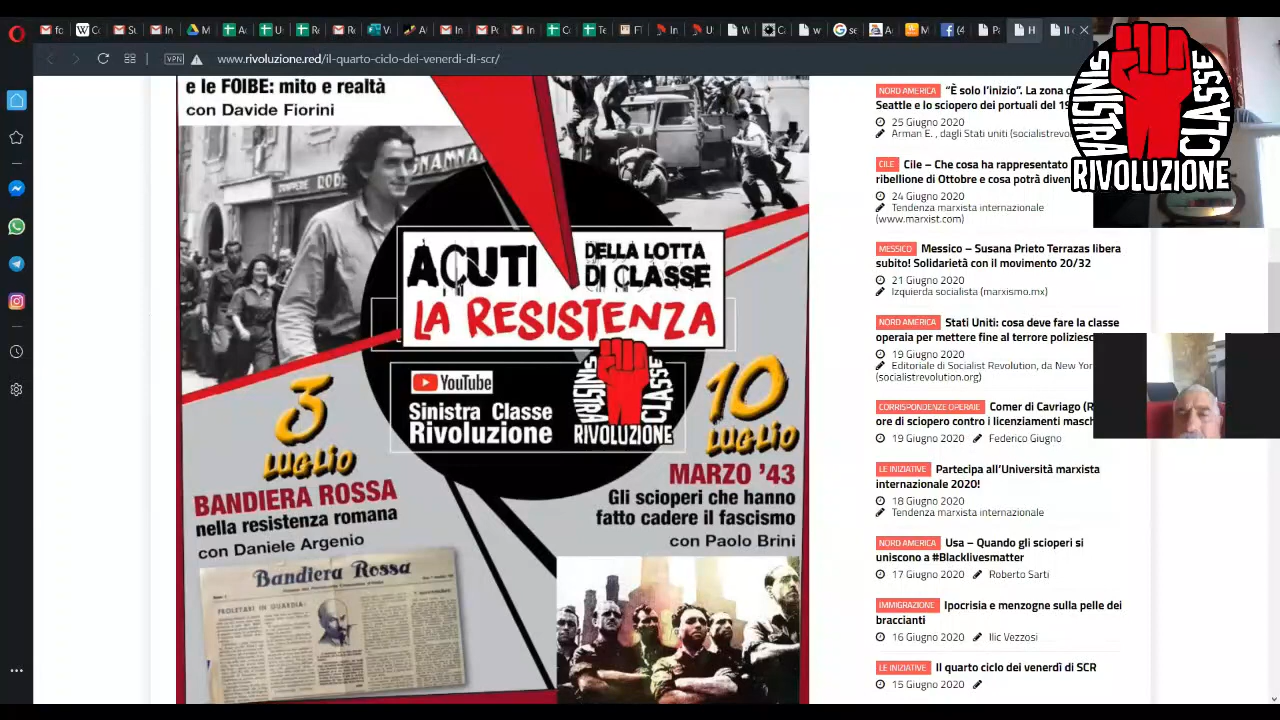 VPN
www.rivoluzione.red/il-quarto-ciclo-dei-venerdi-di-scr/
e le FOIBE: mito e realtà
con Davide Fiorini
ACUTI
DELLA LOTTA
DI CLASSE
LA RESISTENZA
YouTube
Sinistra Classe
Rivoluzione
SINISTRA
CLASSE
RIVOLUZIONE
3
LUGLIO
BANDIERA ROSSA
nella resistenza romana
con Daniele Argenio
10
LUGLIO
MARZO '43
Gli scioperi che hanno
fatto cadere il fascismo
con Paolo Brini
Bandiera Rossa
PROLETARI IN GUARDIA!
NORD AMERICA “È solo l’inizio”. La zona
Seattle e lo sciopero dei portuali del
25 Giugno 2020
Arman E. , dagli Stati uniti
CILE Cile – Che cosa ha rappresentato
ribellione di Ottobre e cosa potrà
24 Giugno 2020
Tendenza marxista internazionale
(www.marxist.com)
MESSICO Messico – Susana Prieto Terrazas libera
subito! Solidarietà con il movimento 20/32
21 Giugno 2020
Izquierda socialista (marxismo.mx)
NORD AMERICA Stati Uniti: cosa deve fare la classe
operaia per mettere fine al terrore
19 Giugno 2020
Editoriale di Socialist Revolution, da New York
(socialistrevolution.org)
CORRISPONDENZE OPERAIE Comer di Cavriago
ore di sciopero contro i licenziamenti
19 Giugno 2020 Federico Giugno
LE INIZIATIVE Partecipa all’Università marxista
internazionale 2020!
18 Giugno 2020
Tendenza marxista internazionale
NORD AMERICA Usa – Quando gli scioperi si
uniscono a #Blacklivesmatter
17 Giugno 2020 Roberto Sarti
IMMIGRAZIONE Ipocrisia e menzogne sulla pelle dei
braccianti
16 Giugno 2020 Ilic Vezzosi
LE INIZIATIVE Il quarto ciclo dei venerdì di SCR
15 Giugno 2020
SINISTRA
CLASSE
RIVOLUZIONE